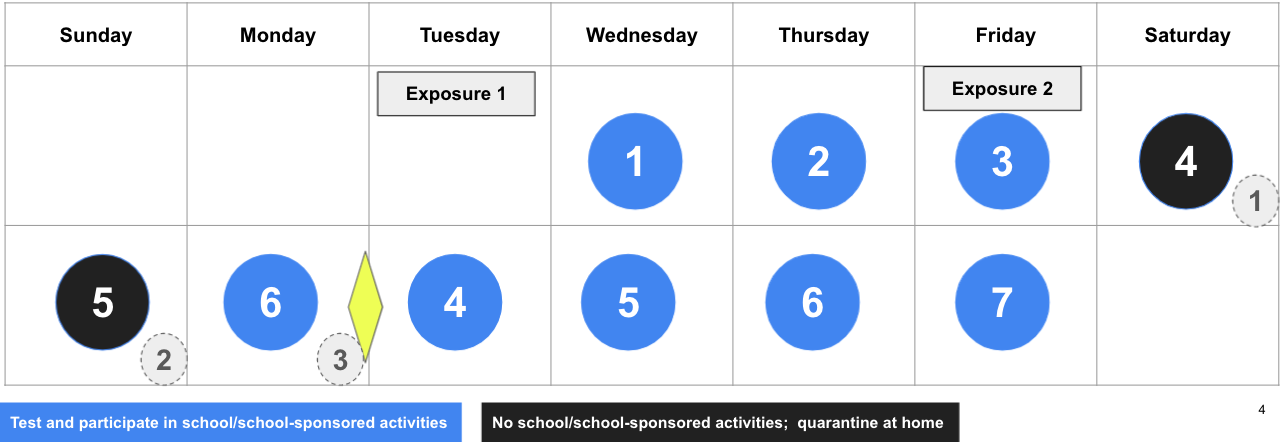 Sunday Monday Tuesday Wednesday Thursday Friday Saturday
Exposure 1 Exposure 2
1 2 3 4 1
5 6 4 5 6 7
2 3
Test and participate in school/school-sponsored activities No school/school-sponsored activities;  quarantine at home 4